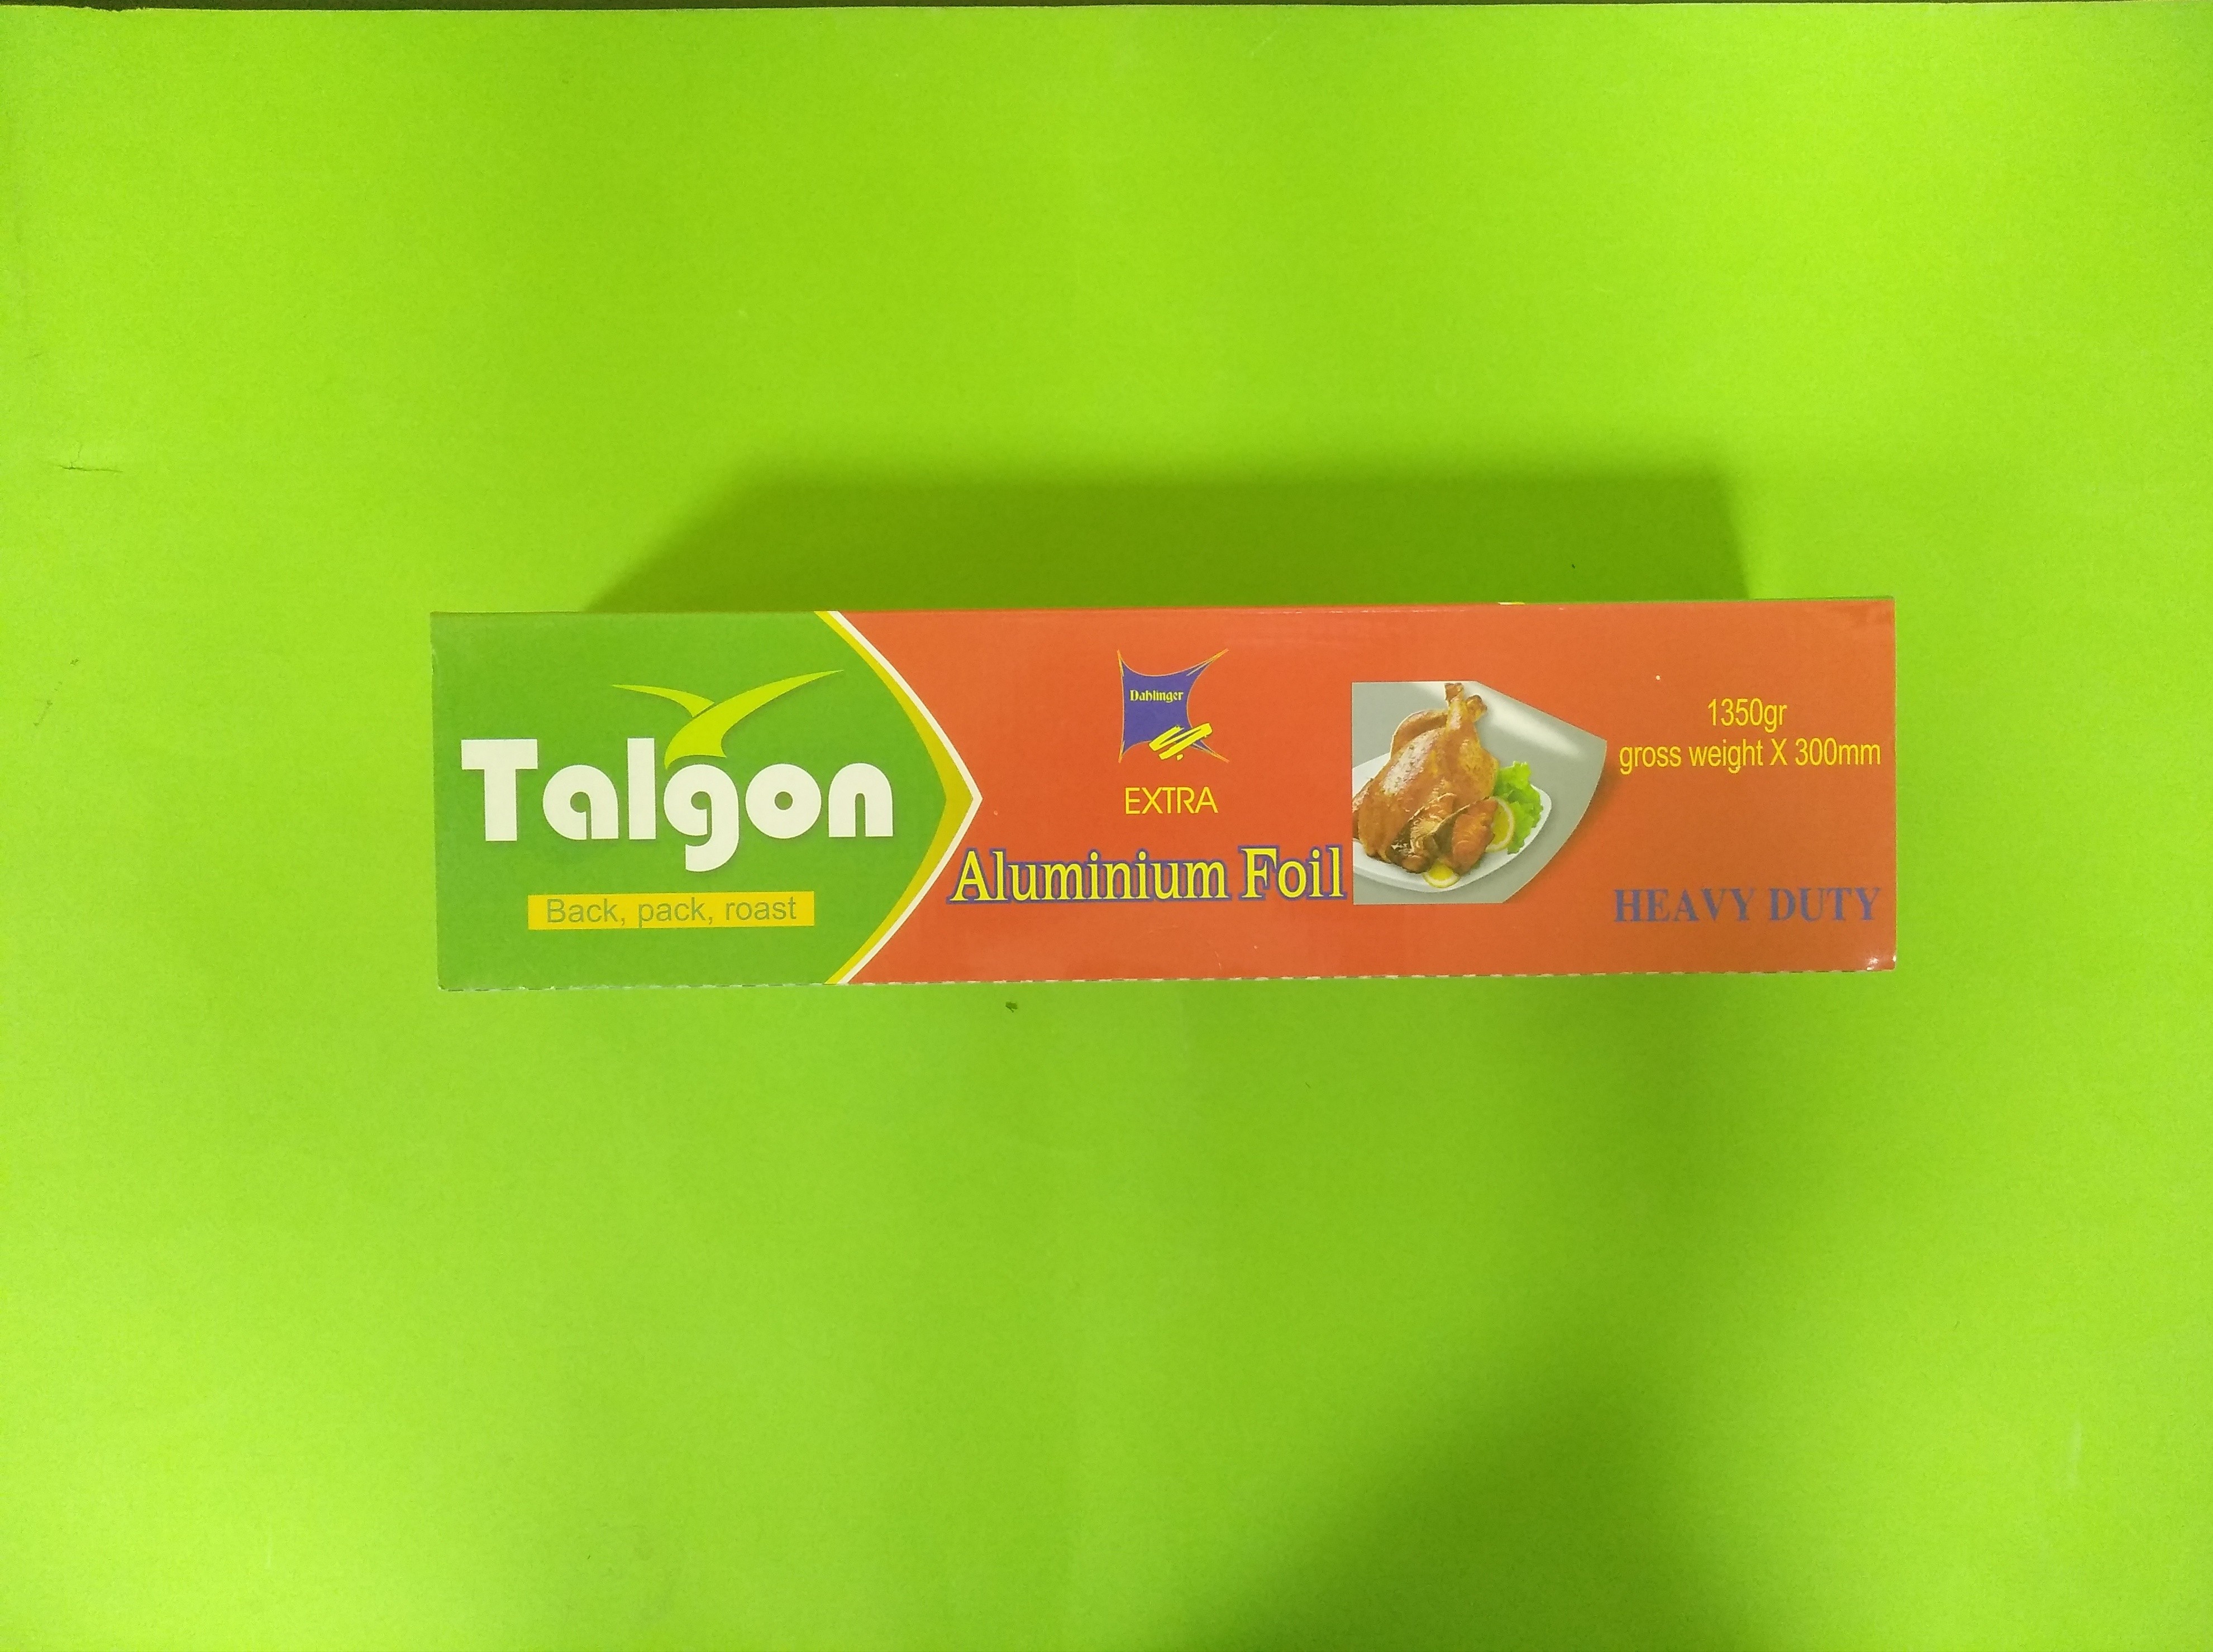 Talgon
Back, pack, roast
Dahlinger
EXTRA
Aluminium Foil
1350gr
gross weight X 300mm
HEAVY DUTY